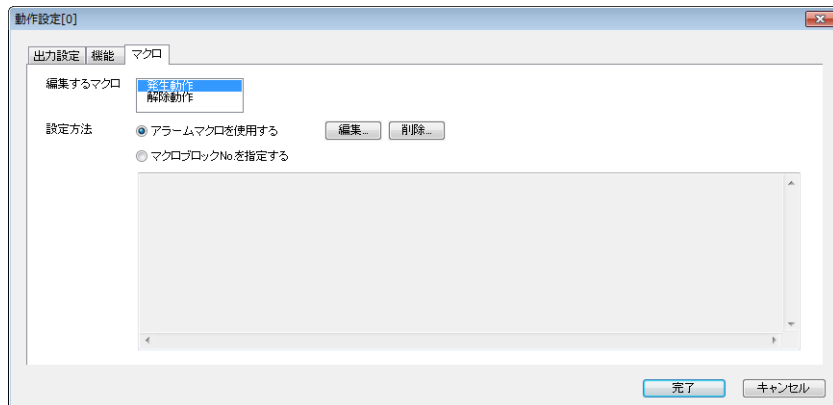 動作設定[0]
出力設定 機能 マクロ
編集するマクロ 発生動作
解除動作
設定方法 アラームマクロを使用する 編集... 削除...
マクロブロックNo.を指定する
完了 キャンセル